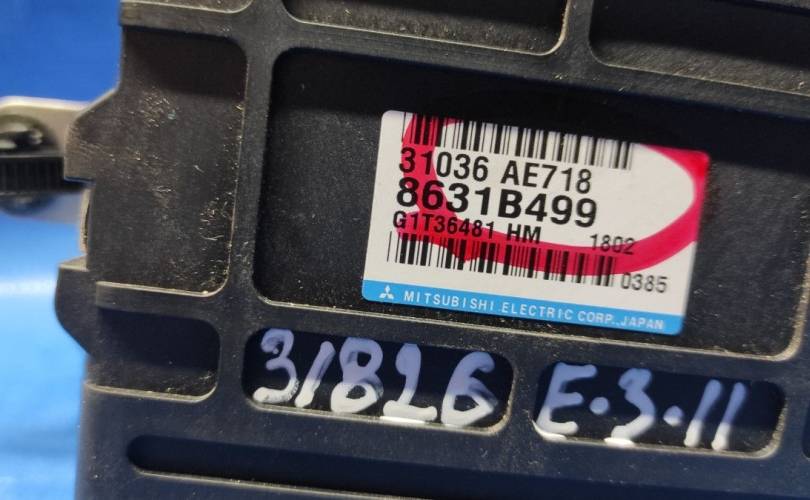 31036 AE718
8631B499
G1T36481 HM 1802
0385
MITSUBISHI ELECTRIC CORP., JAPAN
31826 E.3.11